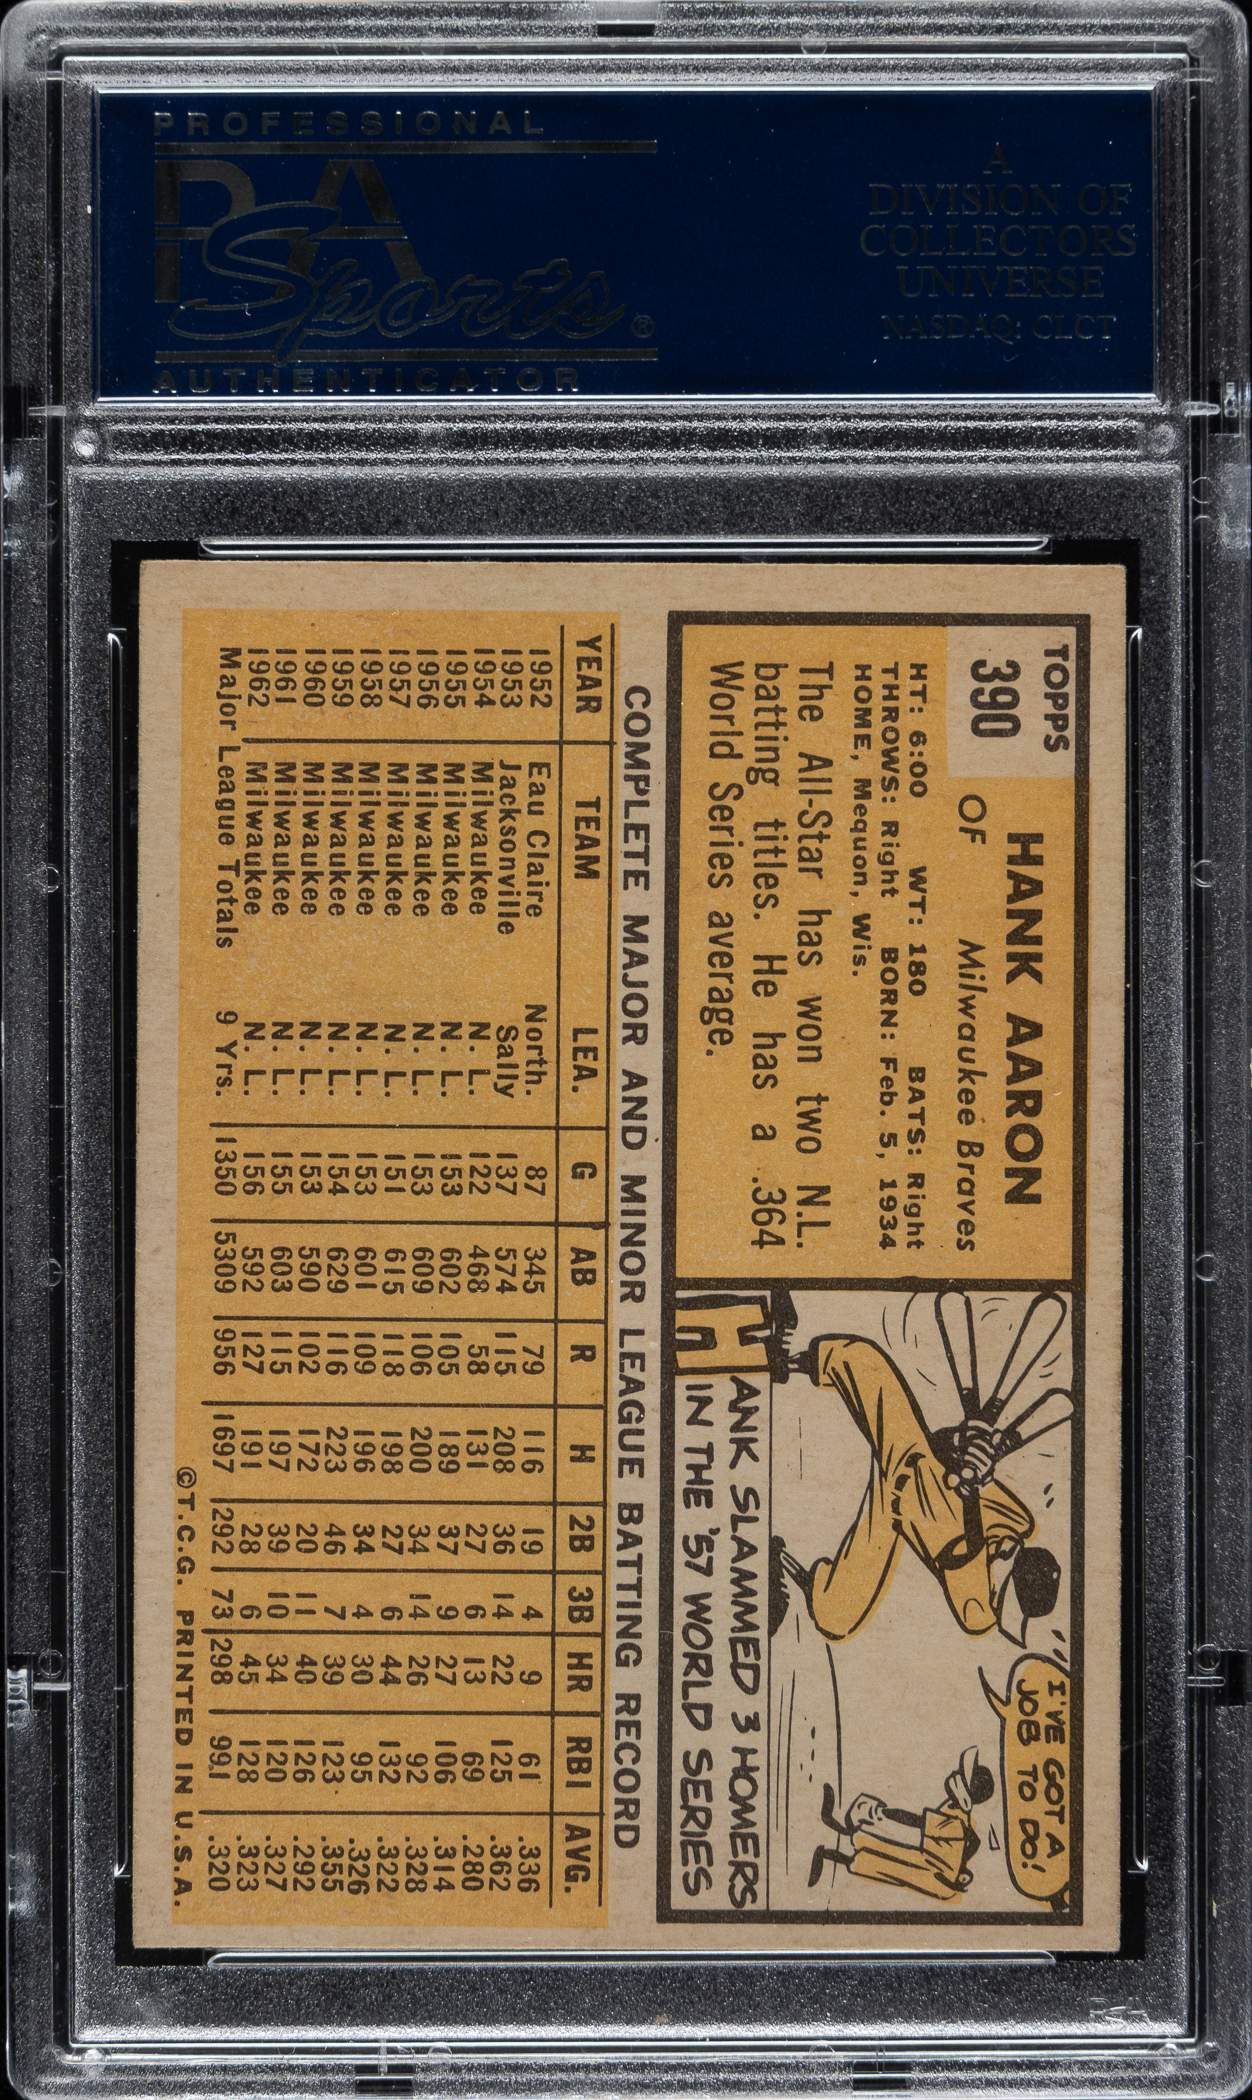 PROFESSIONAL
PSA
Sports®
AUTHENTICATOR
A
DIVISION OF
COLLECTORS
UNIVERSE
NASDAQ: CLCT
TOPPS
390
HANK AARON
OF Milwaukee Braves
HT: 6:00 WT: 180 BATS: Right
THROWS: Right BORN: Feb. 5, 1934
HOME, Mequon, Wis.
The All-Star has won two N.L.
batting titles. He has a .364
World Series average.
"I'VE GOT A
JOB TO DO!
HANK SLAMMED 3 HOMERS
IN THE '57 WORLD SERIES
COMPLETE MAJOR AND MINOR LEAGUE BATTING RECORD
YEAR TEAM LEA. G AB R H 2B 3B HR RBI AVG.
1952 Eau Claire North. 87 345 79 116 19 4 9 61 .336
1953 Jacksonville Sally 137 574 115 208 36 14 22 125 .362
1954 Milwaukee N. L. 122 468 58 131 27 6 13 69 .280
1955 Milwaukee N. L. 153 602 105 189 37 9 27 106 .314
1956 Milwaukee N. L. 153 609 106 200 34 14 26 92 .328
1957 Milwaukee N. L. 151 615 118 198 27 6 44 132 .322
1958 Milwaukee N. L. 153 601 109 196 34 4 30 95 .326
1959 Milwaukee N. L. 154 629 116 223 46 7 39 123 .355
1960 Milwaukee N. L. 153 590 102 172 20 11 40 126 .292
1961 Milwaukee N. L. 155 603 115 197 39 10 34 120 .327
1962 Milwaukee N. L. 156 592 127 191 28 6 45 128 .323
Major League Totals 9 Yrs. 1350 5309 956 1697 292 73 298 991 .320
©T.C.G. PRINTED IN U.S.A.
PSA